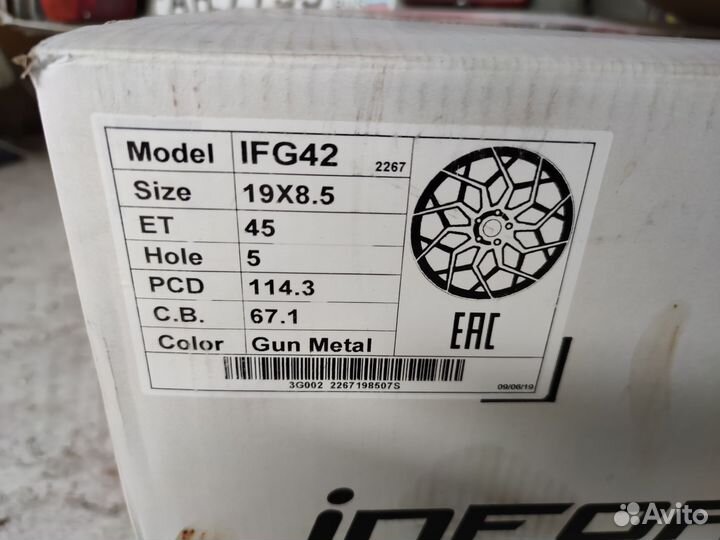 Model IFG42 2267
Size 19X8.5
ET 45
Hole 5
PCD 114.3
C.B. 67.1
Color Gun Metal
EAC
3G002 2267198507S
09/06/19
Avito